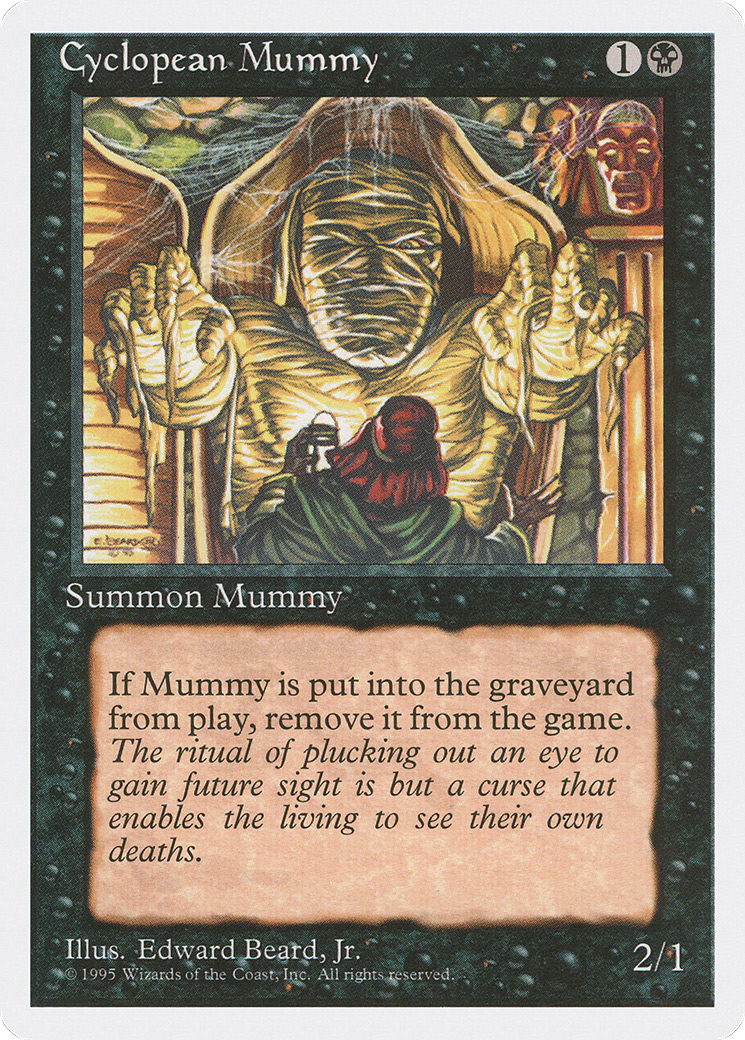 Cyclopean Mummy 1
E. BEARD
Summon Mummy
If Mummy is put into the graveyard
from play, remove it from the game.
The ritual of plucking out an eye to
gain future sight is but a curse that
enables the living to see their own
deaths.
Illus. Edward Beard, Jr.
2/1
© 1995 Wizards of the Coast, Inc. All rights reserved.